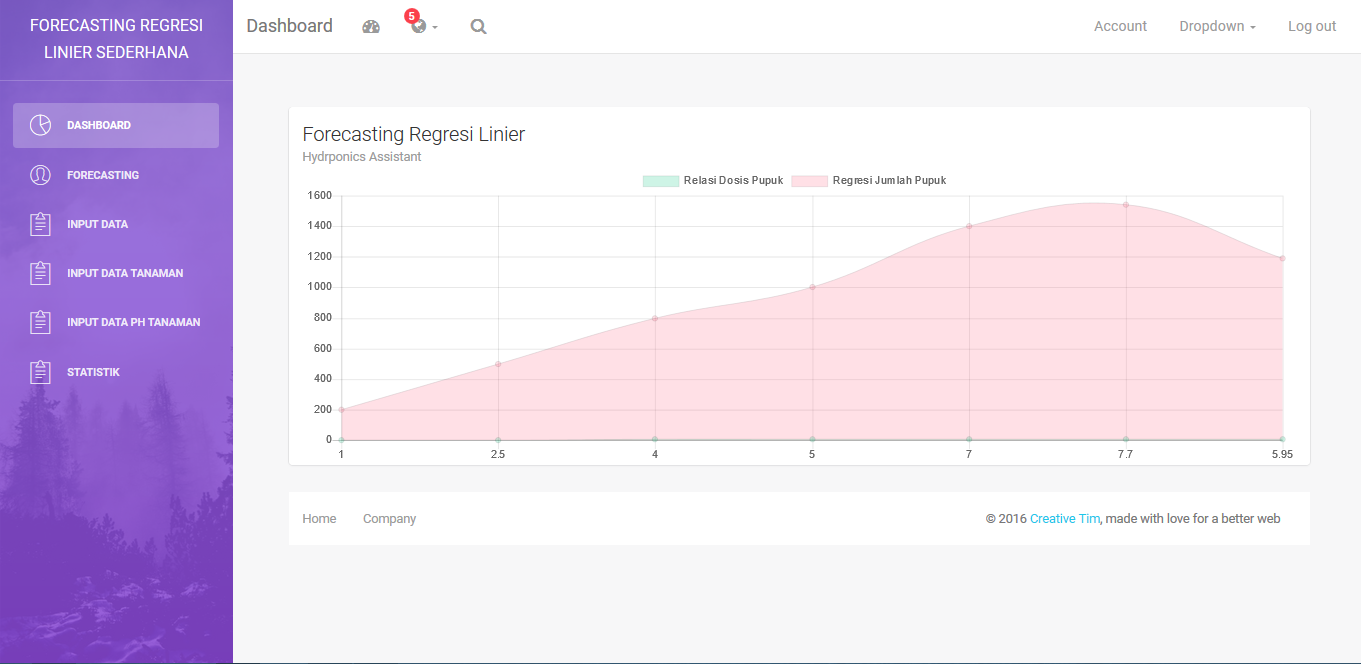 FORECASTING REGRESI
LINIER SEDERHANA
DASHBOARD
FORECASTING
INPUT DATA
INPUT DATA TANAMAN
INPUT DATA PH TANAMAN
STATISTIK
Dashboard 5 Account Dropdown Log out
Forecasting Regresi Linier
Hydrponics Assistant
Relasi Dosis Pupuk Regresi Jumlah Pupuk
1600
1400
1200
1000
800
600
400
200
0
1 2.5 4 5 7 7.7 5.95
Home Company © 2016 Creative Tim, made with love for a better web